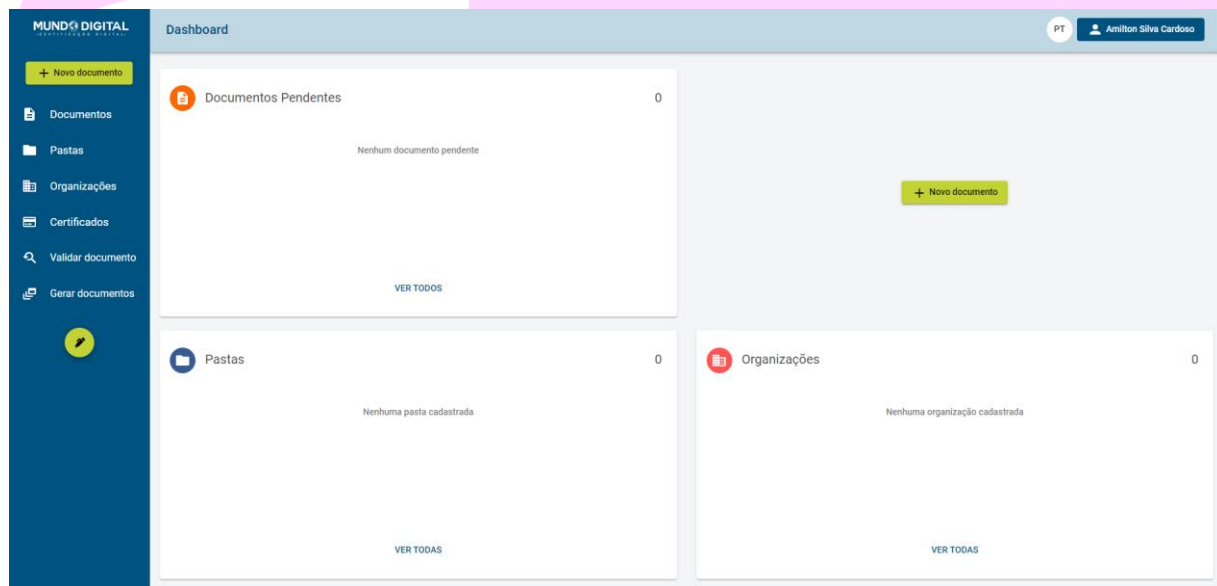 MUNDO DIGITAL
CERTIFICAÇÃO DIGITAL
Dashboard
PT
Amilton Silva Cardoso
+ Novo documento
Documentos
Pastas
Organizações
Certificados
Validar documento
Gerar documentos
Documentos Pendentes
0
Nenhum documento pendente
VER TODOS
+ Novo documento
Pastas
0
Nenhuma pasta cadastrada
VER TODAS
Organizações
0
Nenhuma organização cadastrada
VER TODAS